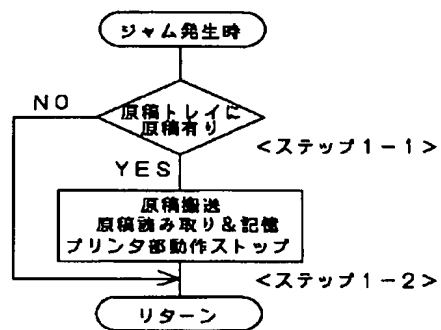 ジャム発生時
NO
原稿トレイに
原稿有り
<ステップ1-1>
YES
原稿搬送
原稿読み取り&記憶
プリンタ部動作ストップ
<ステップ1-2>
リターン